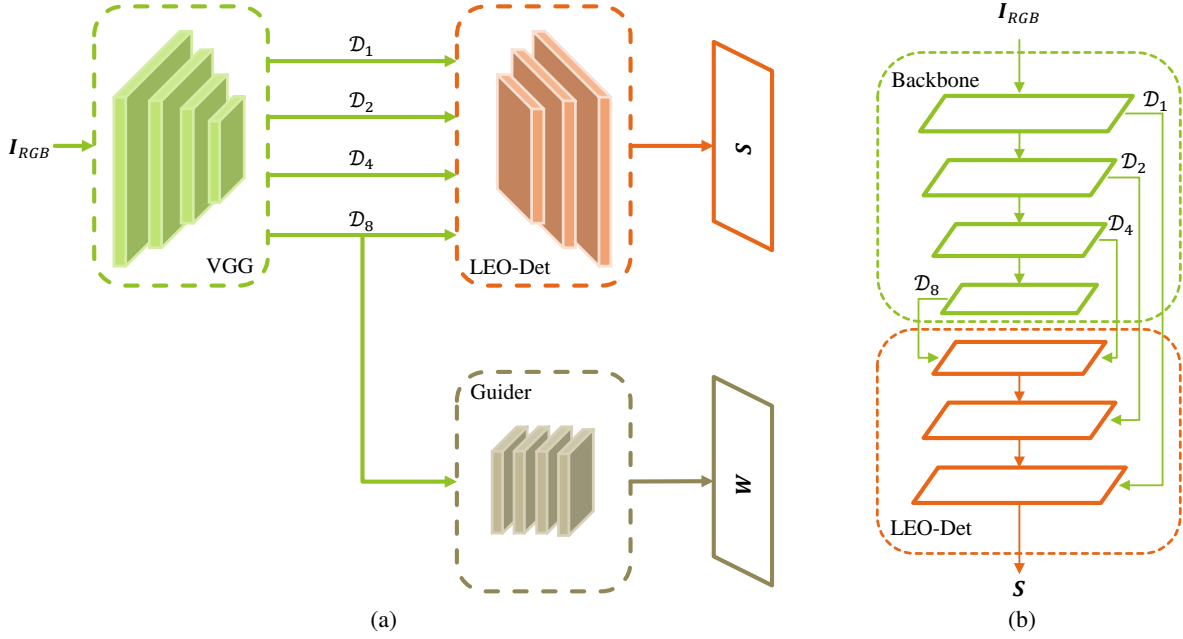 I_RGB
VGG
𝒟_1
𝒟_2
𝒟_4
𝒟_8
LEO-Det
S
Guider
W
(a)
I_RGB
Backbone
𝒟_1
𝒟_2
𝒟_4
𝒟_8
LEO-Det
S
(b)